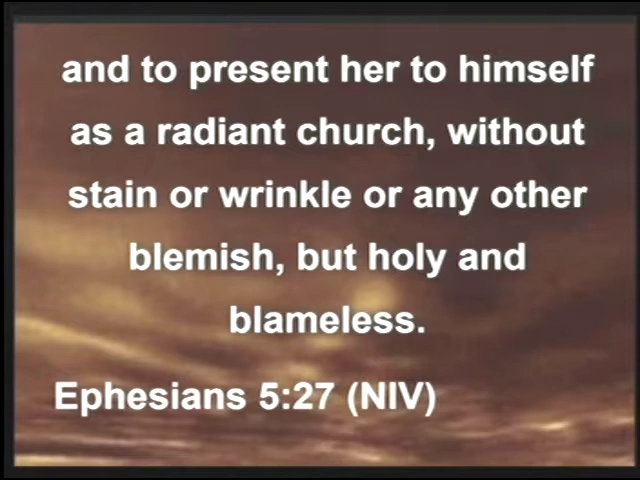 and to present her to himself
as a radiant church, without
stain or wrinkle or any other
blemish, but holy and
blameless.
Ephesians 5:27 (NIV)